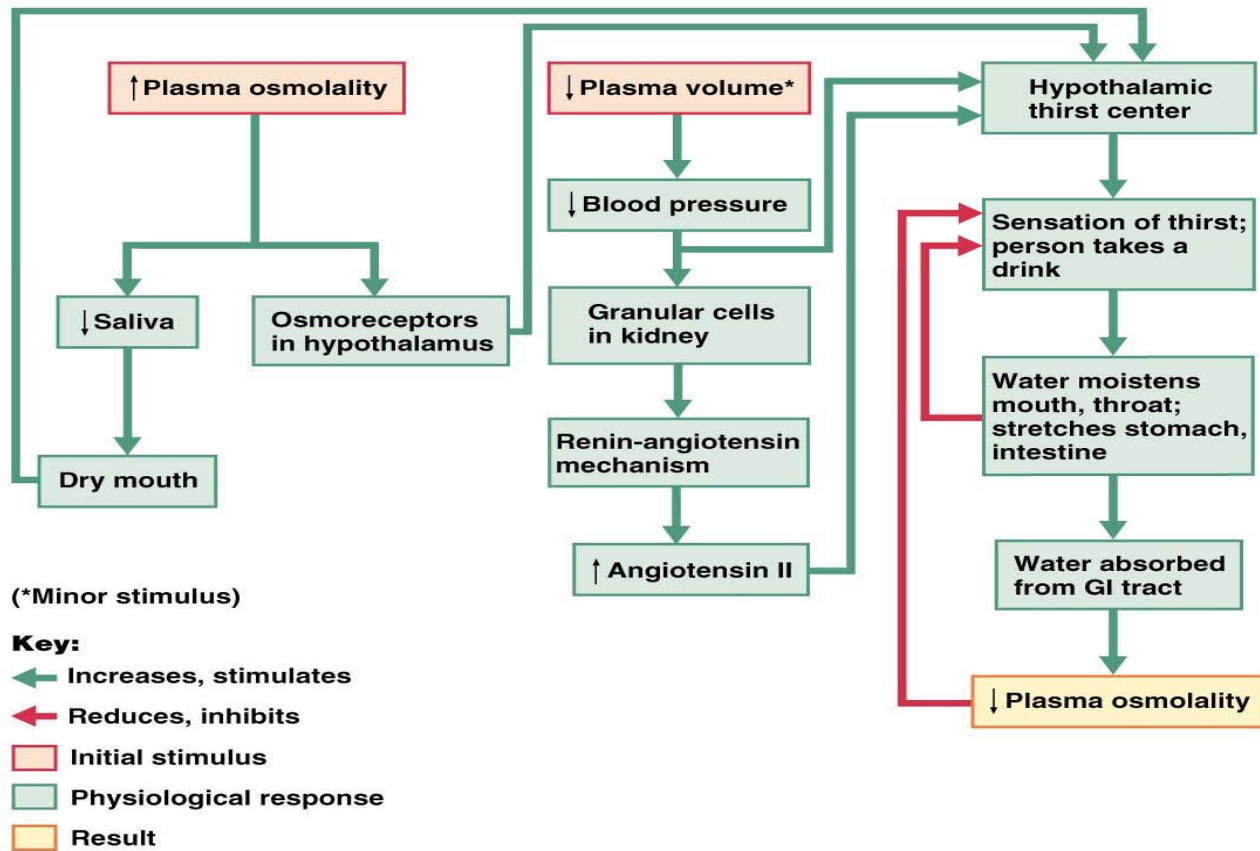 ↑ Plasma osmolality
↓ Plasma volume*
Hypothalamic
thirst center
↓ Blood pressure
Sensation of thirst;
person takes a
drink
↓ Saliva
Osmoreceptors
in hypothalamus
Granular cells
in kidney
Water moistens
mouth, throat;
stretches stomach,
intestine
Renin-angiotensin
mechanism
Dry mouth
↑ Angiotensin II
Water absorbed
from GI tract
(*Minor stimulus)
Key:
Increases, stimulates
Reduces, inhibits
Initial stimulus
Physiological response
Result
↓ Plasma osmolality